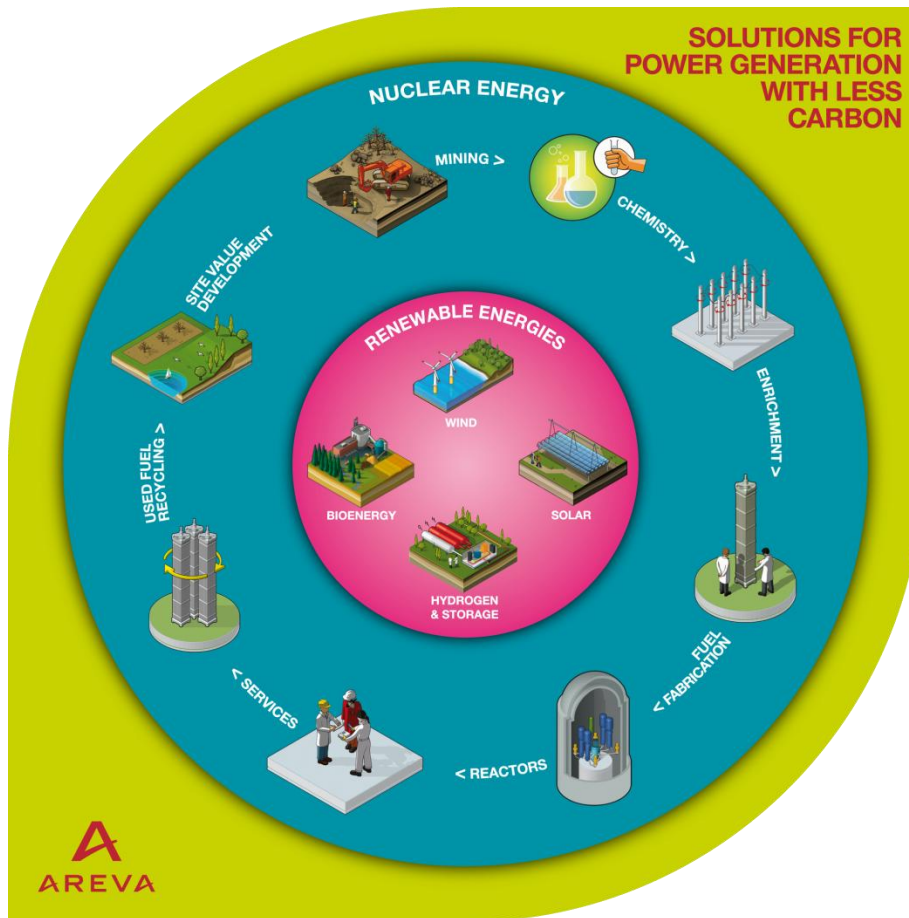 SOLUTIONS FOR
POWER GENERATION
WITH LESS
CARBON
NUCLEAR ENERGY
MINING >
CHEMISTRY >
ENRICHMENT >
FUEL
< FABRICATION
< REACTORS
< SERVICES
USED FUEL
RECYCLING >
SITE VALUE
DEVELOPMENT
RENEWABLE ENERGIES
WIND
SOLAR
HYDROGEN
& STORAGE
BIOENERGY
AREVA